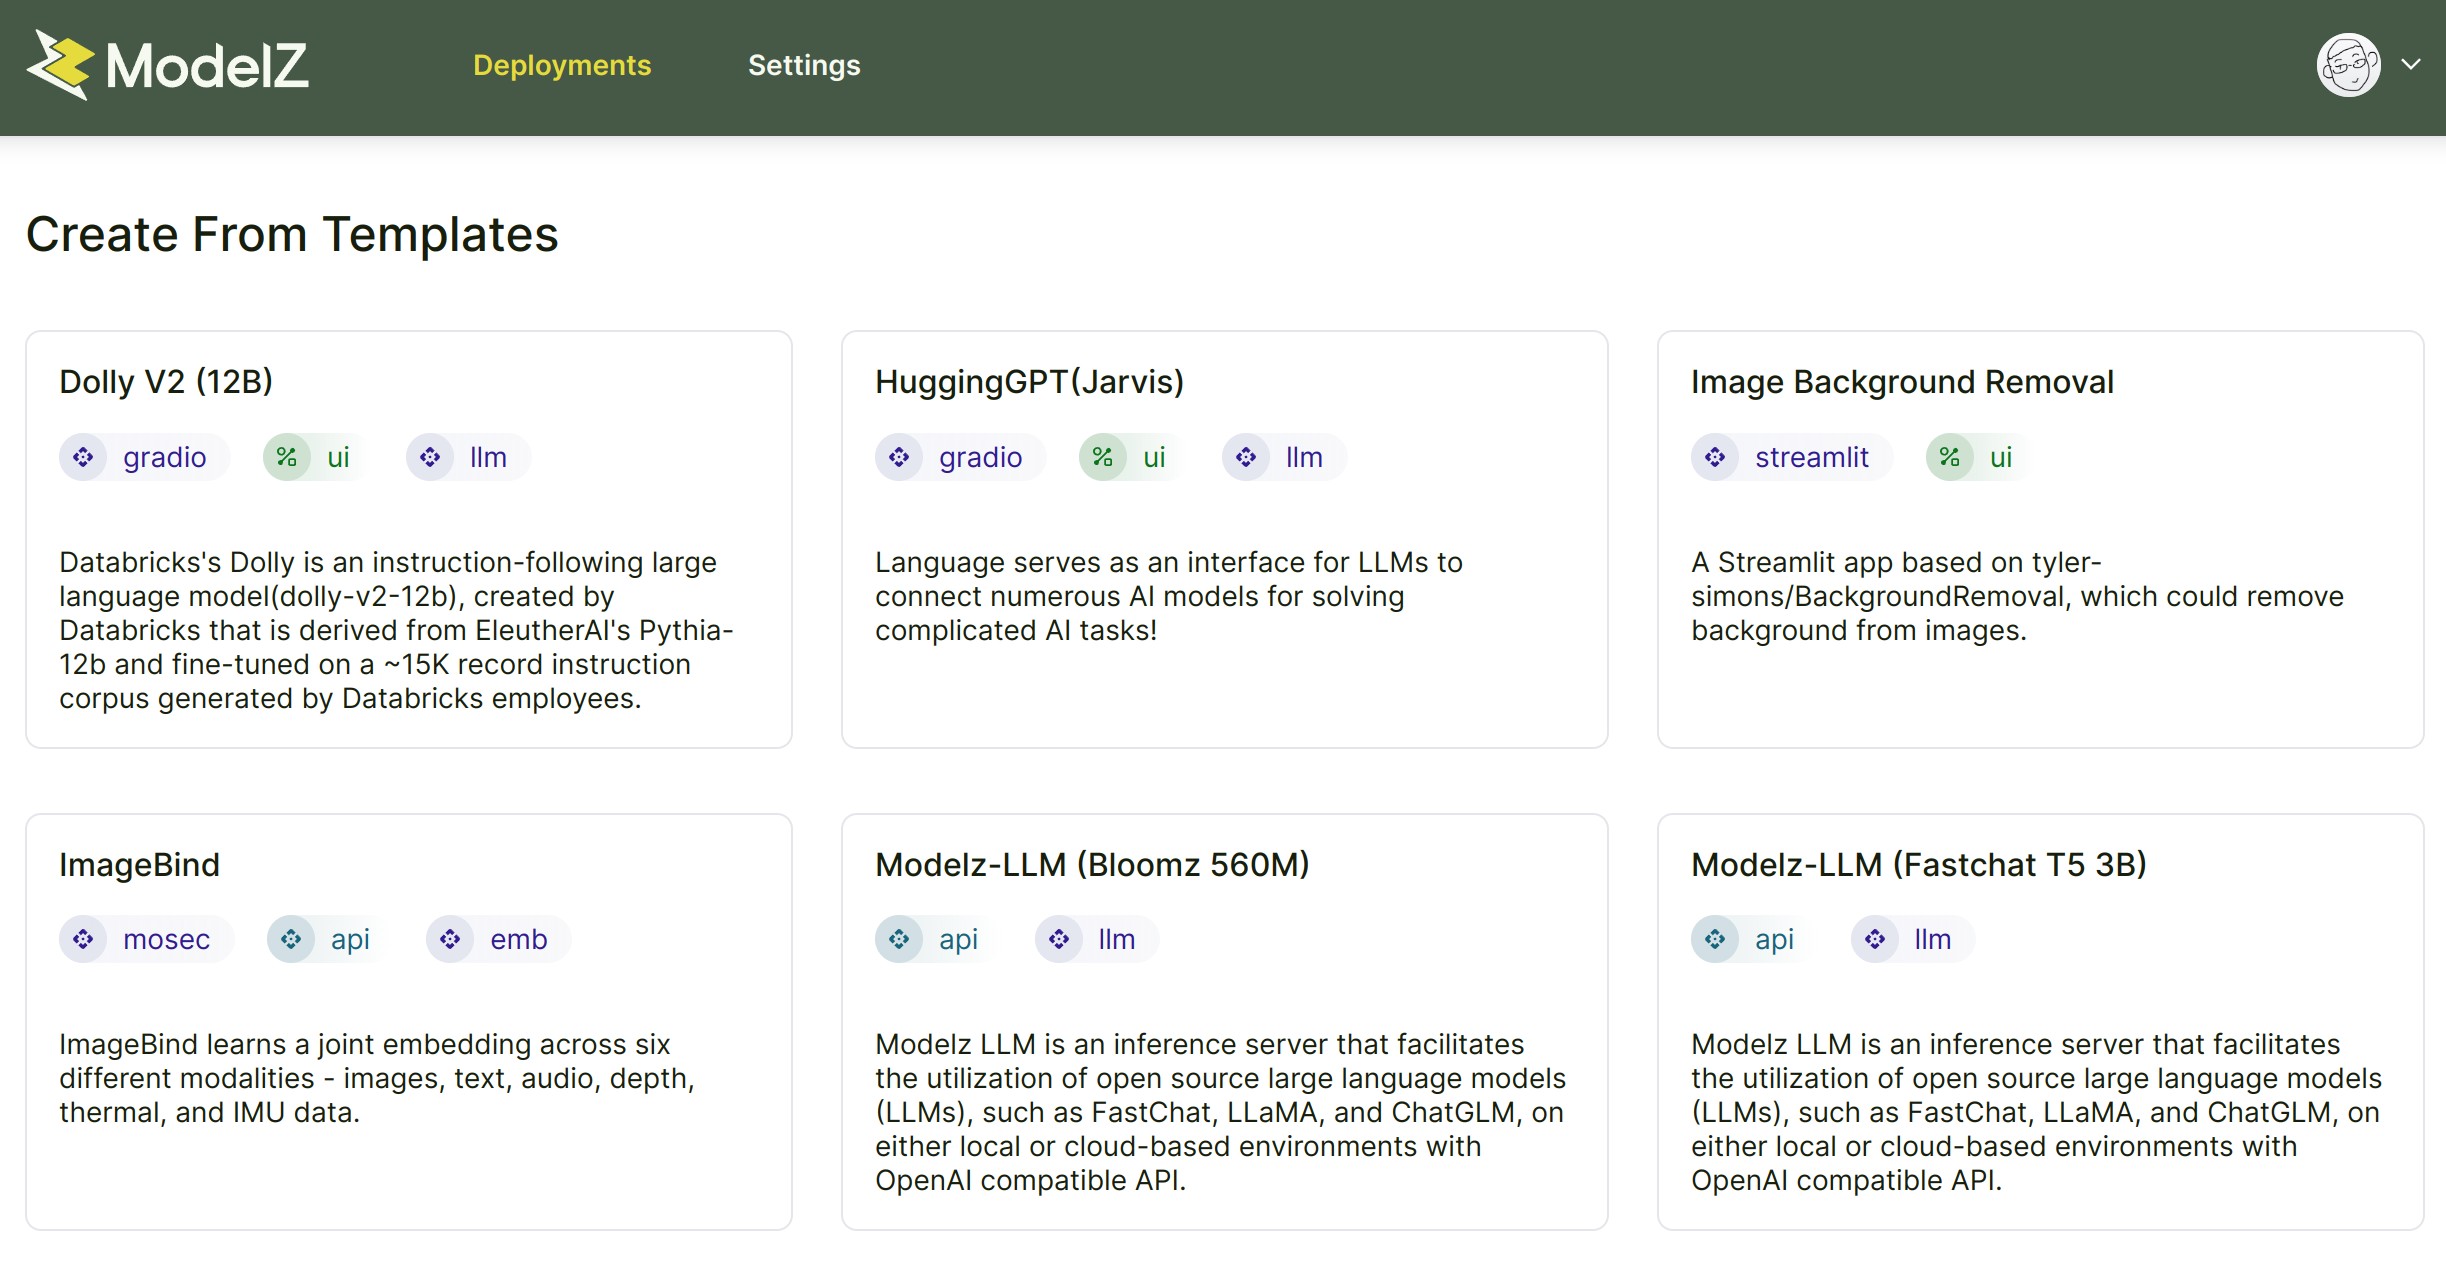 ModelZ
Deployments
Settings
Create From Templates
Dolly V2 (12B)
gradio
ui
llm
Databricks's Dolly is an instruction-following large
language model(dolly-v2-12b), created by
Databricks that is derived from EleutherAI's Pythia-
12b and fine-tuned on a ~15K record instruction
corpus generated by Databricks employees.
HuggingGPT(Jarvis)
gradio
ui
llm
Language serves as an interface for LLMs to
connect numerous AI models for solving
complicated AI tasks!
Image Background Removal
streamlit
ui
A Streamlit app based on tyler-
simons/BackgroundRemoval, which could remove
background from images.
ImageBind
mosec
api
emb
ImageBind learns a joint embedding across six
different modalities - images, text, audio, depth,
thermal, and IMU data.
Modelz-LLM (Bloomz 560M)
api
llm
Modelz LLM is an inference server that facilitates
the utilization of open source large language models
(LLMs), such as FastChat, LLaMA, and ChatGLM, on
either local or cloud-based environments with
OpenAI compatible API.
Modelz-LLM (Fastchat T5 3B)
api
llm
Modelz LLM is an inference server that facilitates
the utilization of open source large language models
(LLMs), such as FastChat, LLaMA, and ChatGLM, on
either local or cloud-based environments with
OpenAI compatible API.